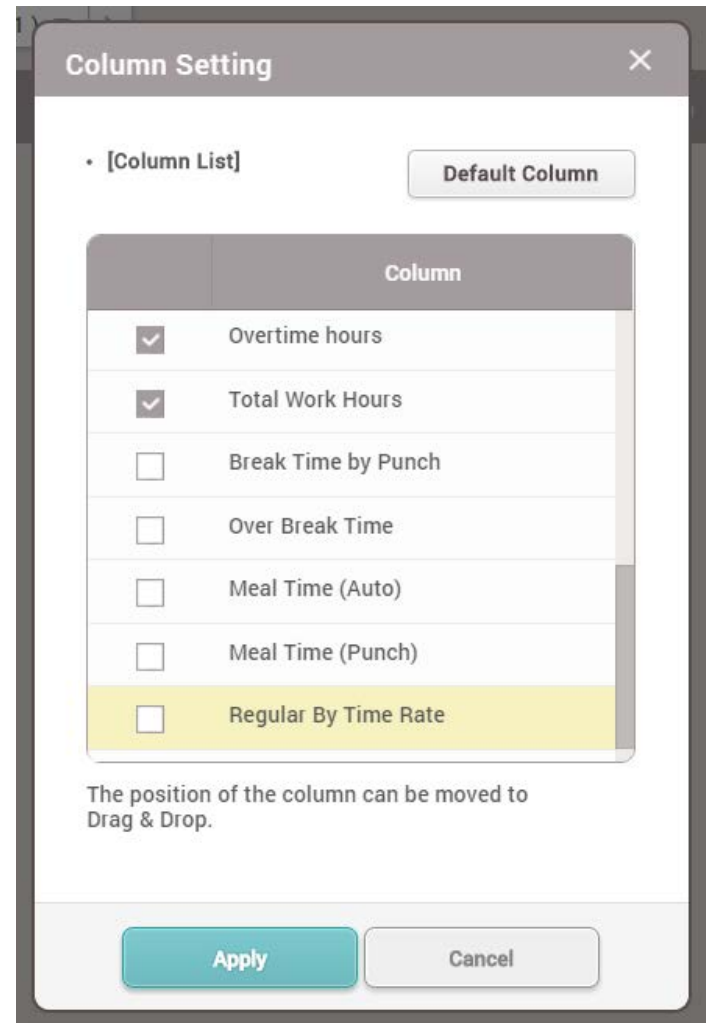 1)
Column Setting
• [Column List]
Default Column
Column
Overtime hours
Total Work Hours
Break Time by Punch
Over Break Time
Meal Time (Auto)
Meal Time (Punch)
Regular By Time Rate
The position of the column can be moved to
Drag & Drop.
Apply
Cancel